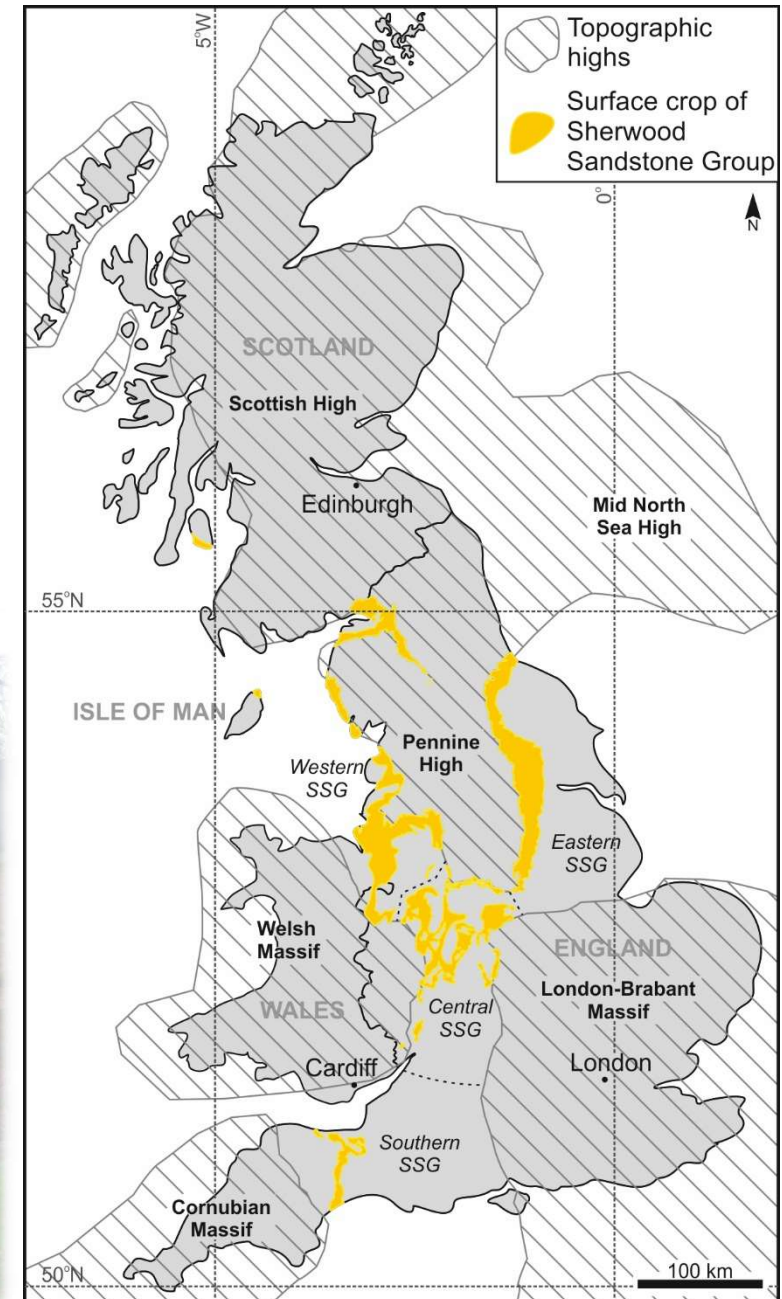 5°W
Topographic
highs
Surface crop of
Sherwood
Sandstone Group
0°
N
SCOTLAND
Scottish High
Edinburgh
Mid North
Sea High
55°N
ISLE OF MAN
Pennine
High
Western
SSG
Eastern
SSG
Welsh
Massif
ENGLAND
WALES
London-Brabant
Massif
Central
SSG
Cardiff
London
Southern
SSG
Cornubian
Massif
50°N
100 km